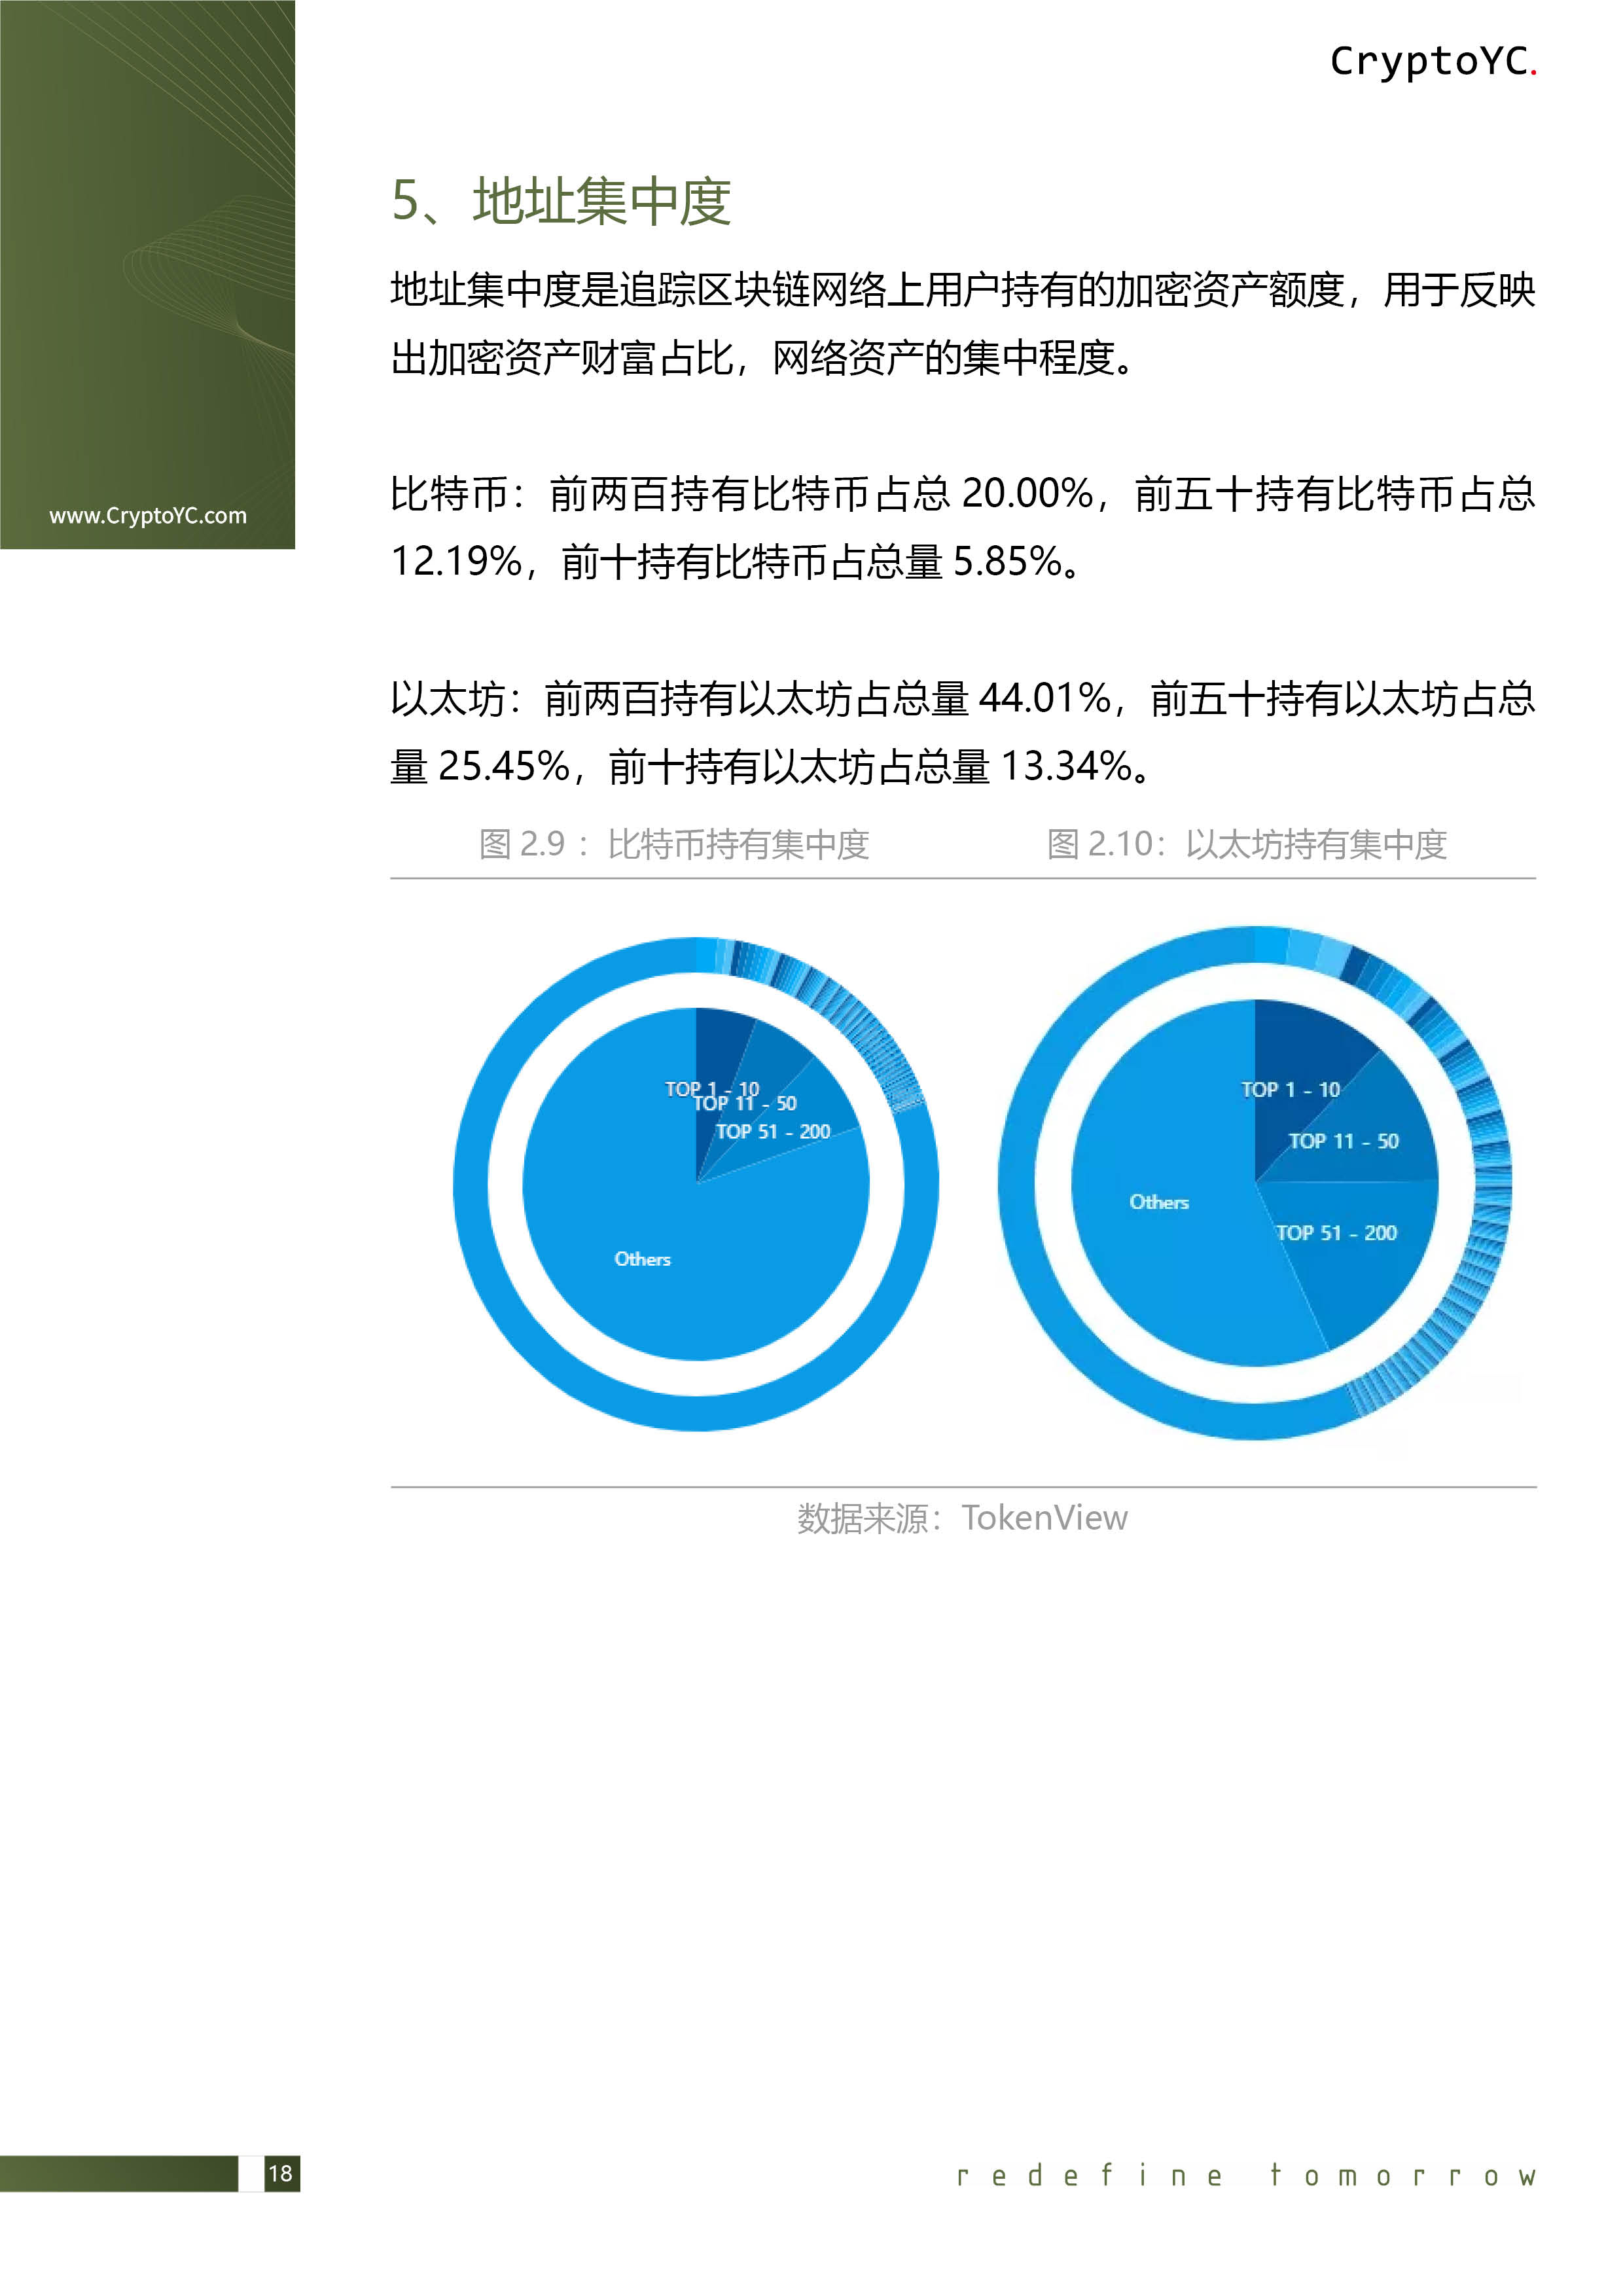 CryptoYC.
www.CryptoYC.com
5、地址集中度
地址集中度是追踪区块链网络上用户持有的加密资产额度，用于反映
出加密资产财富占比，网络资产的集中程度。
比特币：前两百持有比特币占总 20.00%，前五十持有比特币占总
12.19%，前十持有比特币占总量 5.85%。
以太坊：前两百持有以太坊占总量 44.01%，前五十持有以太坊占总
量 25.45%，前十持有以太坊占总量 13.34%。
图 2.9 ：比特币持有集中度
图 2.10：以太坊持有集中度
TOP 1 - 10
TOP 11 - 50
TOP 51 - 200
Others
TOP 1 - 10
TOP 11 - 50
Others
TOP 51 - 200
数据来源：TokenView
18
redefine tomorrow